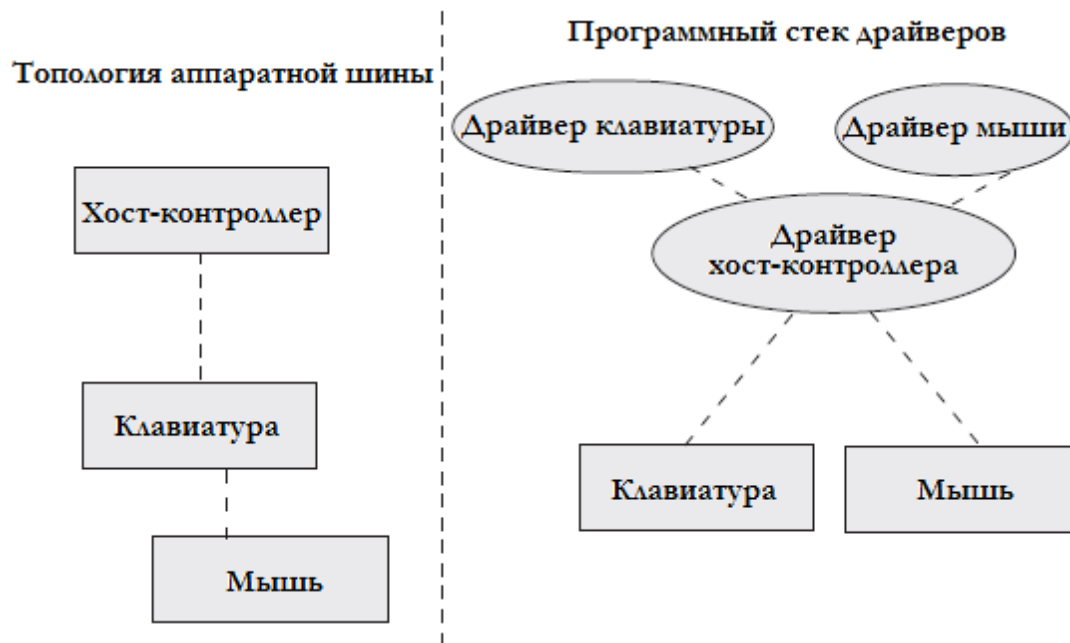 Топология аппаратной шины
Хост-контроллер
Клавиатура
Мышь
Программный стек драйверов
Драйвер клавиатуры
Драйвер мыши
Драйвер
хост-контроллера
Клавиатура
Мышь